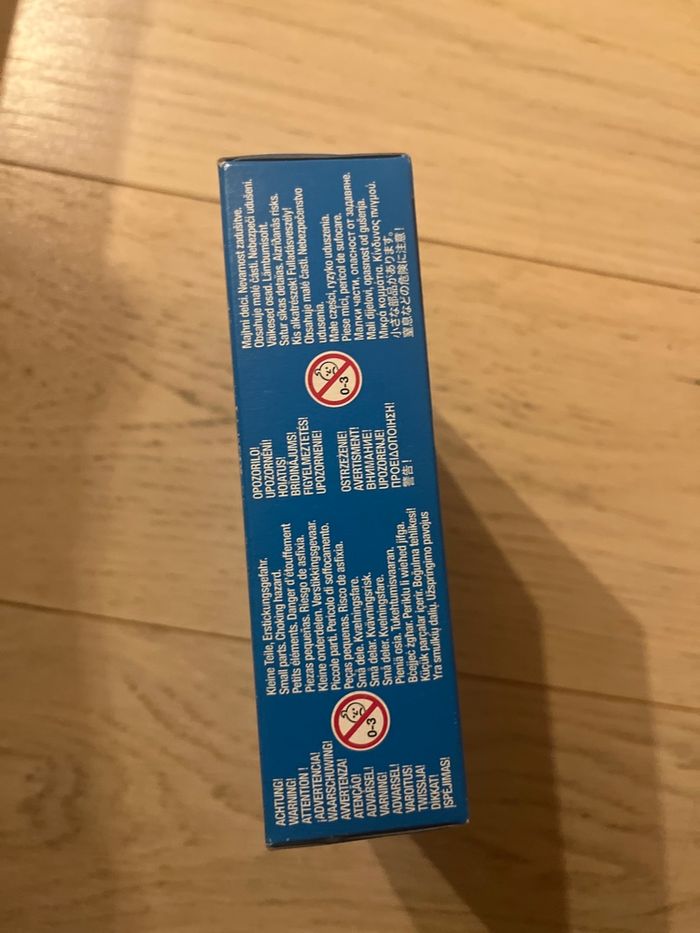 ACHTUNG!
WARNING!
ATTENTION !
¡ADVERTENCIA!
WAARSCHUWING!
AVVERTENZA!
ATENÇÃO!
ADVARSEL!
VARNING!
ADVARSEL!
VAROTUS!
TWISSIJA!
DIKKAT!
ĮSPĖJIMAS!
0-3
Kleine Teile, Erstickungsgefahr.
Small parts. Choking hazard.
Petits éléments. Danger d'étouffement
Piezas pequeñas. Riesgo de asfixia.
Kleine onderdelen. Verstikkingsgevaar.
Piccole parti. Pericolo di soffocamento.
Peças pequenas. Risco de asfixia.
Små dele. Kvælningsfare.
Små delar. Kvävningsrisk.
Små deler. Kvelningsfare.
Pieniä osia. Tukehtumisvaaran.
Bcejjeċ żgħar. Periklu li wieħed jifga.
Küçük parçalar içerir. Boğulma tehlikesi!
Yra smulkių dalių. Užspringimo pavojus
OPOZORILO!
UPOZORNĚNÍ!
HOIATUS!
BRĪDINĀJUMS!
FIGYELMEZTETÉS!
UPOZORNENIE!
OSTRZEŻENIE!
AVERTISMENT!
ВНИМАНИЕ!
UPOZORENJE!
ΠΡΟΕΙΔΟΠΟΙΗΣΗ!
警告!
0-3
Majhni delci. Nevarnost zadušitve.
Obsahuje malé části. Nebezpečí udušení.
Väikesed osad. Lämbumisoht.
Satur sīkas detaļas. Aizrīšanās risks.
Kis alkatrészek! Fulladásveszély!
Obsahuje malé časti. Nebezpečenstvo
udusenia.
Małe części, ryzyko uduszenia.
Piese mici, pericol de sufocare.
Малки части, опасност от задавяне.
Mali dijelovi, opasnost od gušenja.
Μικρά κομμάτια. Κίνδυνος πνιγμού.
小さな部品があります。
窒息などの危険に注意!